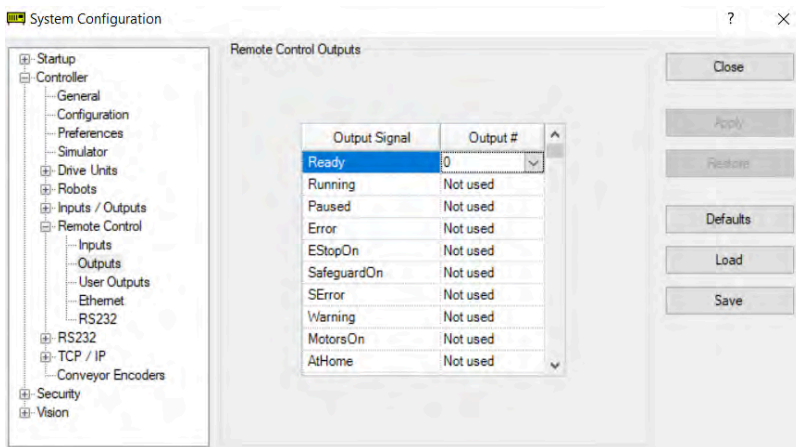 System Configuration
?
Startup
Controller
General
Configuration
Preferences
Simulator
Drive Units
Robots
Inputs / Outputs
Remote Control
Inputs
Outputs
User Outputs
Ethernet
RS232
RS232
TCP / IP
Conveyor Encoders
Security
Vision
Remote Control Outputs
Output Signal Output #
Ready 0
Running Not used
Paused Not used
Error Not used
EStopOn Not used
SafeguardOn Not used
SError Not used
Warning Not used
MotorsOn Not used
AtHome Not used
Close
Apply
Restore
Defaults
Load
Save